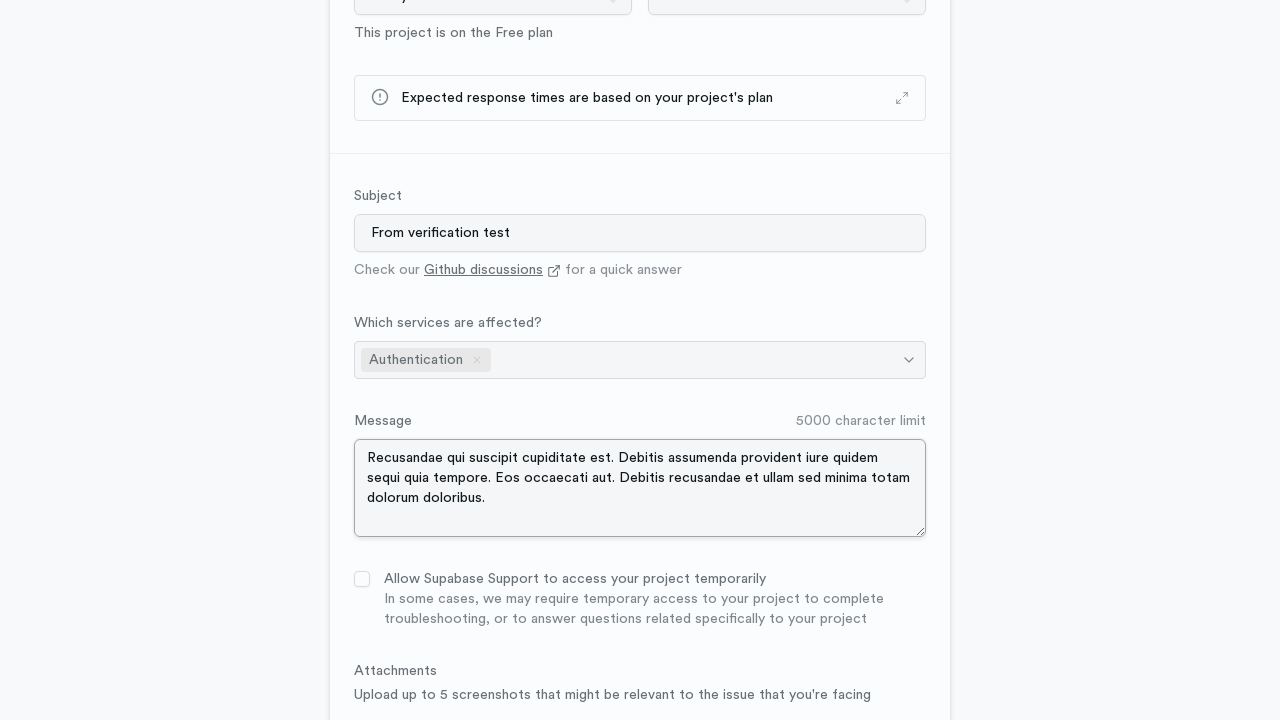 This project is on the Free plan
Expected response times are based on your project's plan
Subject
From verification test
Check our Github discussions for a quick answer
Which services are affected?
Authentication
Message
5000 character limit
Recusandae qui suscipit cupiditate est. Debitis assumenda provident iure quidem
sequi quia tempore. Eos occaecati aut. Debitis recusandae et ullam sed minima totam
dolorum doloribus.
Allow Supabase Support to access your project temporarily
In some cases, we may require temporary access to your project to complete
troubleshooting, or to answer questions related specifically to your project
Attachments
Upload up to 5 screenshots that might be relevant to the issue that you're facing